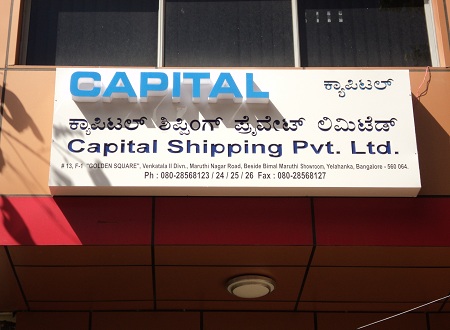 CAPITAL ಕ್ಯಾಪಿಟಲ್
ಕ್ಯಾಪಿಟಲ್ ಶಿಪ್ಪಿಂಗ್ ಪ್ರೈವೇಟ್ ಲಿಮಿಟೆಡ್
Capital Shipping Pvt. Ltd.
# 13, F-1 "GOLDEN SQUARE", Venkatala II Divn., Maruthi Nagar Road, Beside Bimal Maruthi Showroom, Yelahanka, Bangalore - 560 064.
Ph : 080-28568123 / 24 / 25 / 26 Fax : 080-28568127